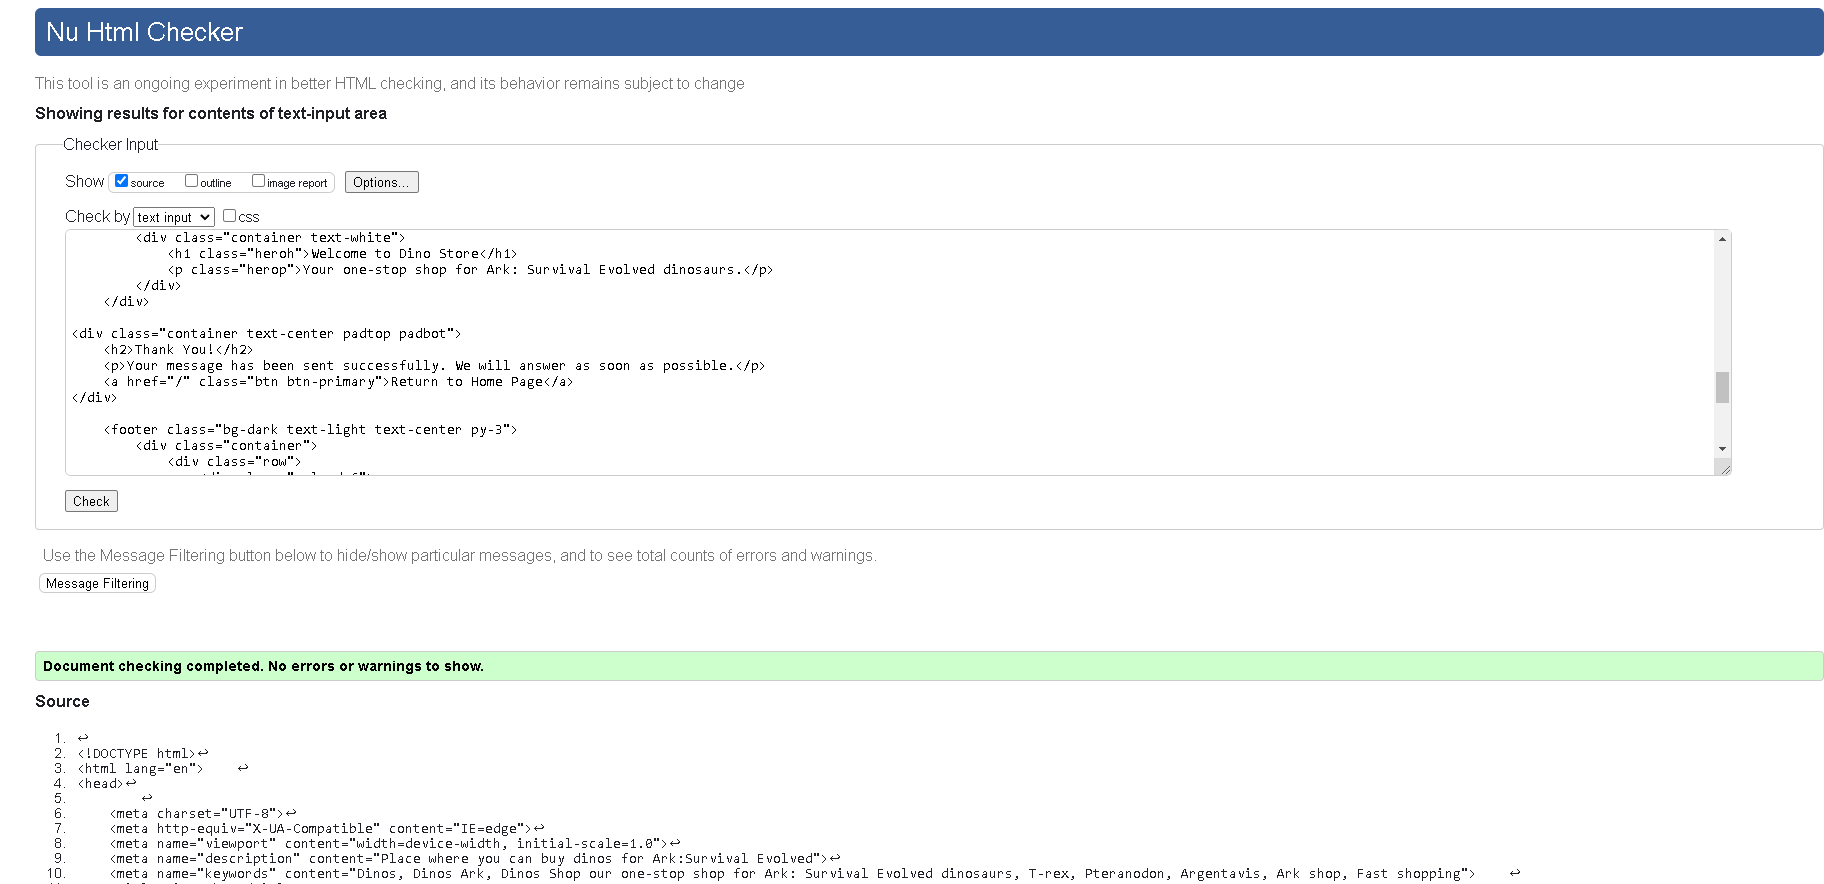 Nu Html Checker
This tool is an ongoing experiment in better HTML checking, and its behavior remains subject to change
Showing results for contents of text-input area
Checker Input
Show source outline image report Options...
Check by text input css
<div class="container text-white">
<h1 class="heroh">Welcome to Dino Store</h1>
<p class="herop">Your one-stop shop for Ark: Survival Evolved dinosaurs.</p>
</div>
</div>
<div class="container text-center padtop padbot">
<h2>Thank You!</h2>
<p>Your message has been sent successfully. We will answer as soon as possible.</p>
<a href="/" class="btn btn-primary">Return to Home Page</a>
</div>
<footer class="bg-dark text-light text-center py-3">
<div class="container">
<div class="row">
Check
Use the Message Filtering button below to hide/show particular messages, and to see total counts of errors and warnings.
Message Filtering
Document checking completed. No errors or warnings to show.
Source
1. ↩
2. <!DOCTYPE html>↩
3. <html lang="en"> ↩
4. <head>↩
5. ↩
6. <meta charset="UTF-8">↩
7. <meta http-equiv="X-UA-Compatible" content="IE=edge">↩
8. <meta name="viewport" content="width=device-width, initial-scale=1.0">↩
9. <meta name="description" content="Place where you can buy dinos for Ark:Survival Evolved">↩
10. <meta name="keywords" content="Dinos, Dinos Ark, Dinos Shop our one-stop shop for Ark: Survival Evolved dinosaurs, T-rex, Pteranodon, Argentavis, Ark shop, Fast shopping"> ↩